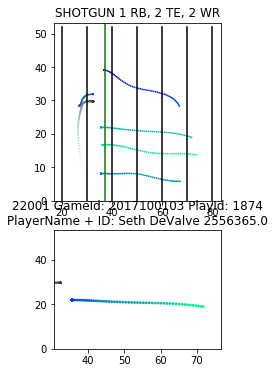 SHOTGUN 1 RB, 2 TE, 2 WR
50
40
30
20
10
0
20 40 60 80
22001 GameId: 2017100103 PlayId: 1874
PlayerName + ID: Seth DeValve 2556365.0
40
20
0
40 50 60 70